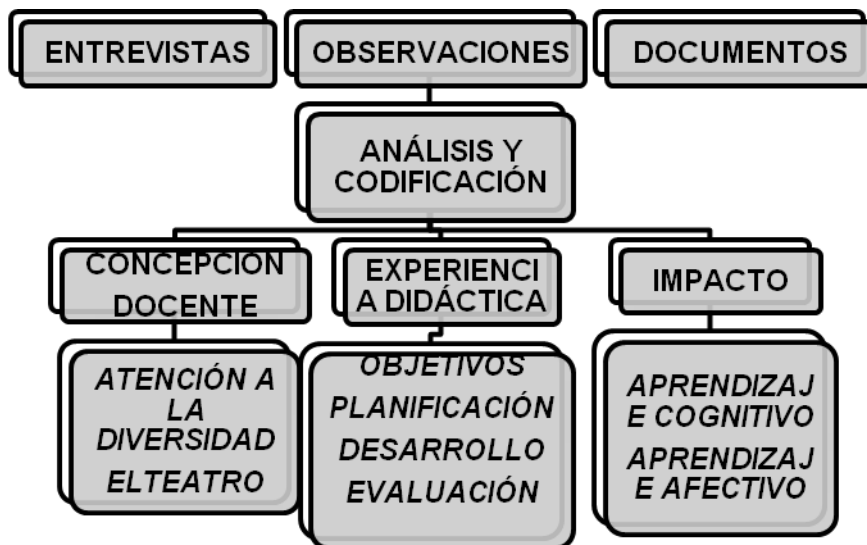 ENTREVISTAS
OBSERVACIONES
DOCUMENTOS
ANÁLISIS Y
CODIFICACIÓN
CONCEPCION
DOCENTE
EXPERIENCI
A DIDÁCTICA
IMPACTO
ATENCIÓN A
LA
DIVERSIDAD
ELTEATRO
OBJETIVOS
PLANIFICACIÓN
DESARROLLO
EVALUACIÓN
APRENDIZAJ
E COGNITIVO
APRENDIZAJ
E AFECTIVO